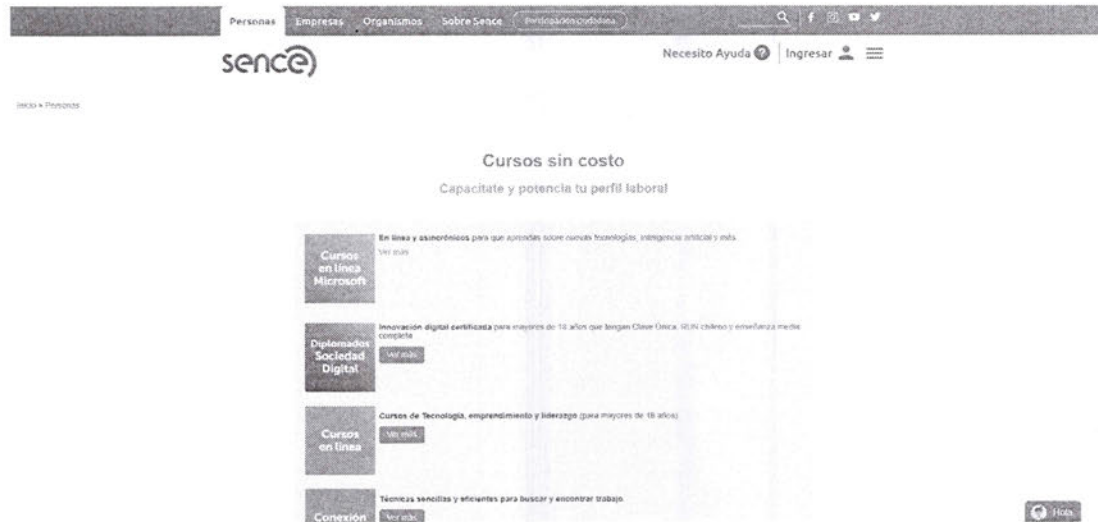 Personas Empresas Organismos Sobre Sence Participación ciudadana
sence
Necesito Ayuda ? Ingresar
Inicio » Personas
Cursos sin costo
Capacítate y potencia tu perfil laboral
Cursos
en línea
Microsoft
En línea y asincrónicos para que aprendas sobre nuevas tecnologías, inteligencia artificial y más.
Ver más
Diplomados
Sociedad
Digital
Innovación digital certificada para mayores de 18 años que tengan Clave Única, RUN chileno y enseñanza media
completa
Ver más
Cursos
en línea
Cursos de Tecnología, emprendimiento y liderazgo (para mayores de 18 años)
Ver más
Conexión
Técnicas sencillas y eficientes para buscar y encontrar trabajo.
Ver más
Hola